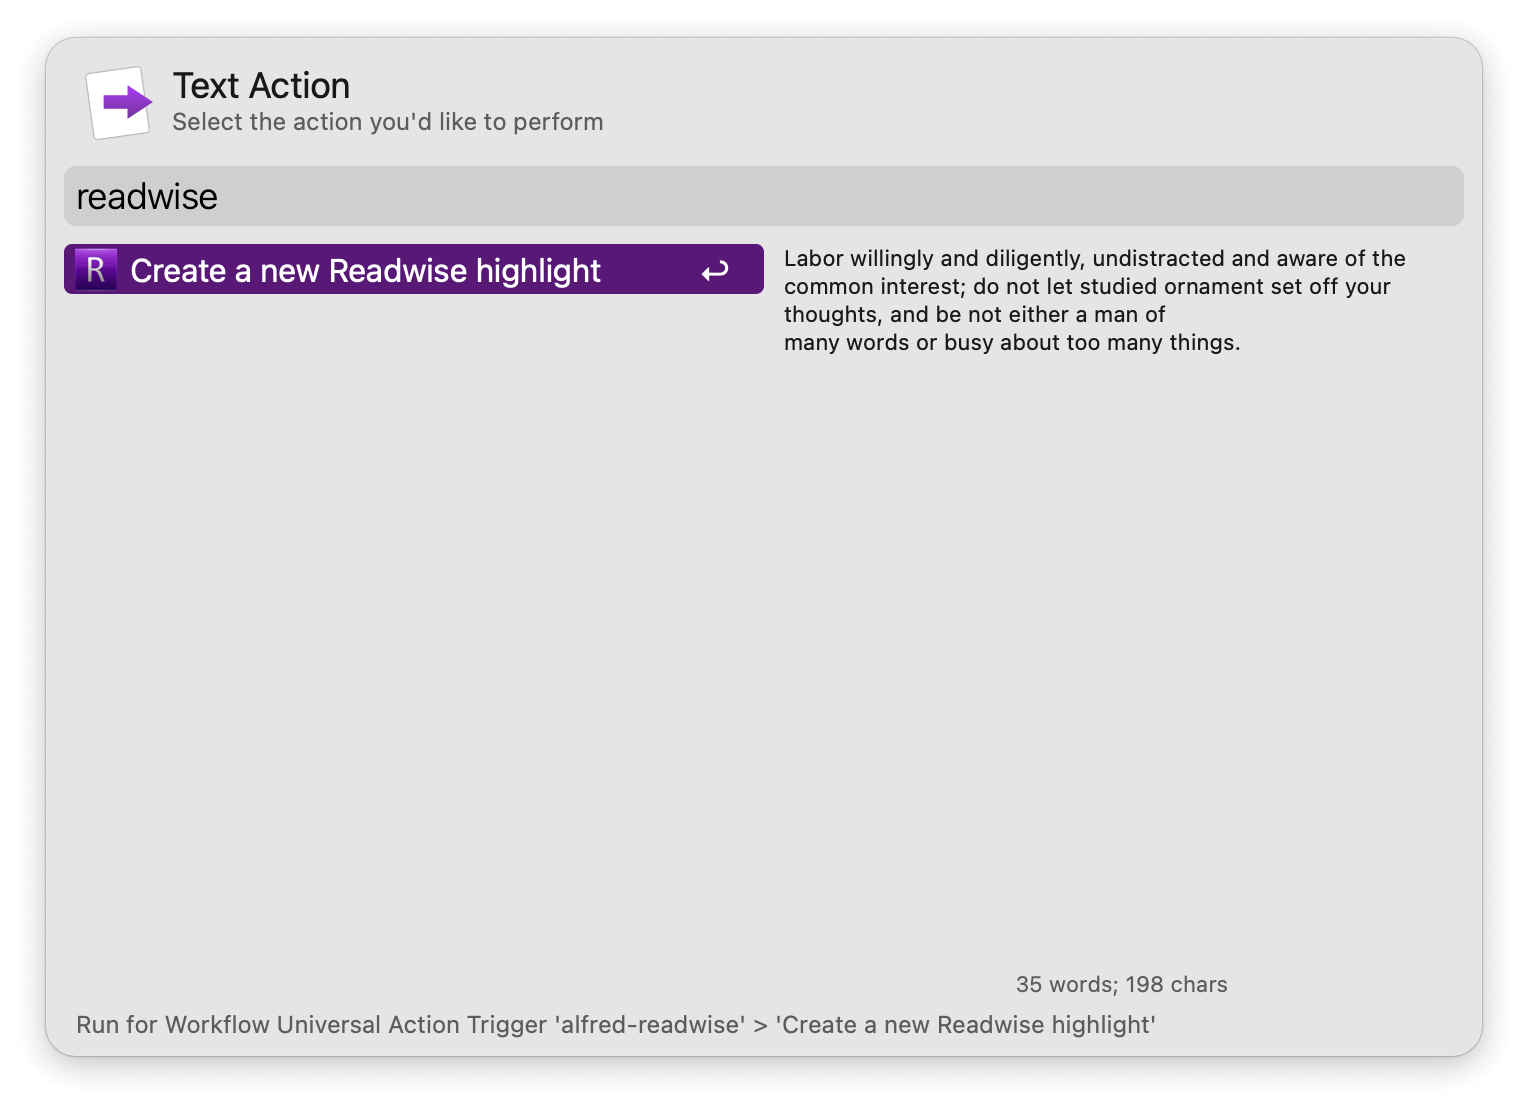 Text Action
Select the action you'd like to perform
readwise
R Create a new Readwise highlight
Labor willingly and diligently, undistracted and aware of the
common interest; do not let studied ornament set off your
thoughts, and be not either a man of
many words or busy about too many things.
35 words; 198 chars
Run for Workflow Universal Action Trigger 'alfred-readwise' > 'Create a new Readwise highlight'